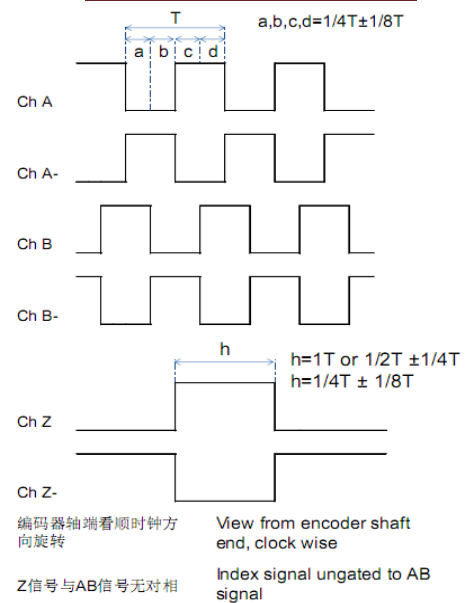 T
a,b,c,d=1/4T±1/8T
a b c d
Ch A
Ch A-
Ch B
Ch B-
h
h=1T or 1/2T ±1/4T
h=1/4T ± 1/8T
Ch Z
Ch Z-
编码器轴端看顺时钟方
向旋转
View from encoder shaft
end, clock wise
Z信号与AB信号无对相
Index signal ungated to AB
signal